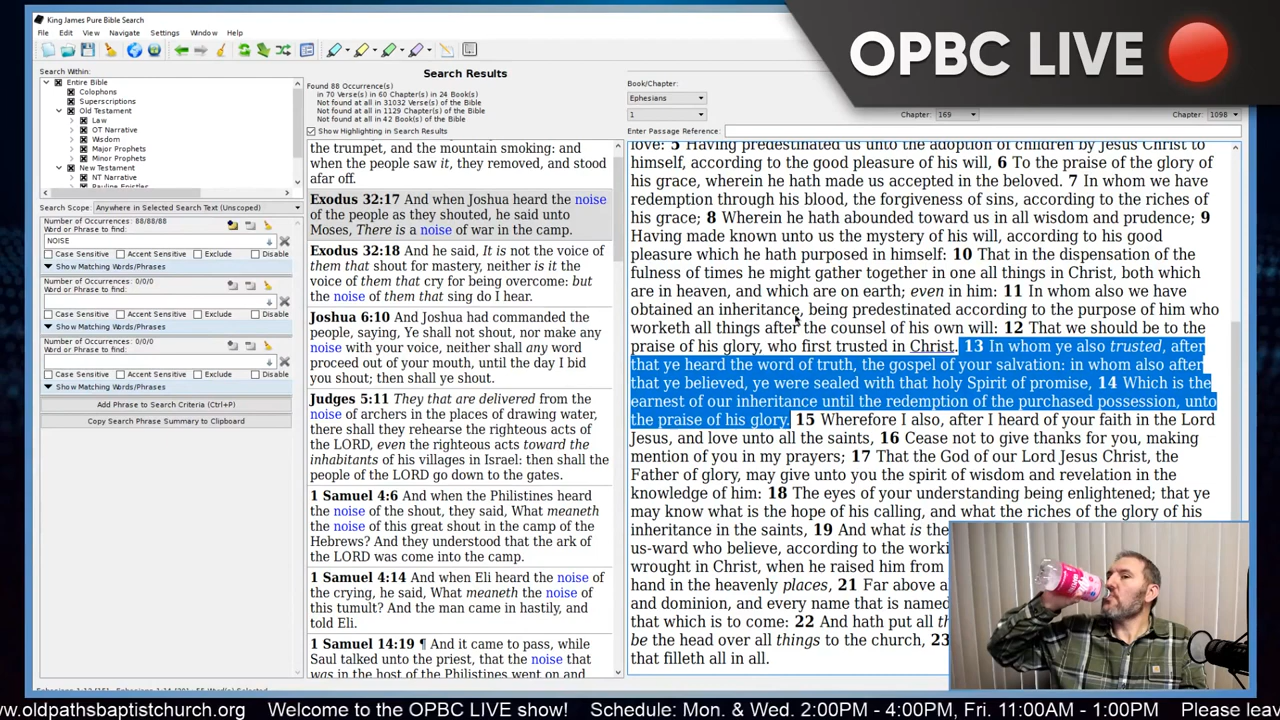 King James Pure Bible Search
OPBC LIVE
File Edit View Navigate Settings Window Help
Search Within:
Entire Bible
Colophons
Superscriptions
Old Testament
Law
OT Narrative
Wisdom
Major Prophets
Minor Prophets
New Testament
NT Narrative
Pauline Epistles
Search Scope: Anywhere in Selected Search Text (Unscoped)
Number of Occurrences: 88/88/88
Word or Phrase to find:
NOISE
Case Sensitive Accent Sensitive Exclude Disable
Show Matching Words/Phrases
Number of Occurrences: 0/0/0
Word or Phrase to find:
Case Sensitive Accent Sensitive Exclude Disable
Show Matching Words/Phrases
Number of Occurrences: 0/0/0
Word or Phrase to find:
Case Sensitive Accent Sensitive Exclude Disable
Show Matching Words/Phrases
Add Phrase to Search Criteria (Ctrl+P)
Copy Search Phrase Summary to Clipboard
Search Results
Found 88 Occurrence(s)
in 70 Verse(s) in 60 Chapter(s) in 24 Book(s)
Not found at all in 31032 Verse(s) of the Bible
Not found at all in 1129 Chapter(s) of the Bible
Not found at all in 42 Book(s) of the Bible
Show Highlighting in Search Results
the trumpet, and the mountain smoking: and
when the people saw it, they removed, and stood
afar off.
Exodus 32:17 And when Joshua heard the noise
of the people as they shouted, he said unto
Moses, There is a noise of war in the camp.
Exodus 32:18 And he said, It is not the voice of
them that shout for mastery, neither is it the
voice of them that cry for being overcome: but
the noise of them that sing do I hear.
Joshua 6:10 And Joshua had commanded the
people, saying, Ye shall not shout, nor make any
noise with your voice, neither shall any word
proceed out of your mouth, until the day I bid
you shout; then shall ye shout.
Judges 5:11 They that are delivered from the
noise of archers in the places of drawing water,
there shall they rehearse the righteous acts of
the LORD, even the righteous acts toward the
inhabitants of his villages in Israel: then shall the
people of the LORD go down to the gates.
1 Samuel 4:6 And when the Philistines heard
the noise of the shout, they said, What meaneth
the noise of this great shout in the camp of the
Hebrews? And they understood that the ark of
the LORD was come into the camp.
1 Samuel 4:14 And when Eli heard the noise of
the crying, he said, What meaneth the noise of
this tumult? And the man came in hastily, and
told Eli.
1 Samuel 14:19 ¶ And it came to pass, while
Saul talked unto the priest, that the noise that
was in the host of the Philistines went on and
Book/Chapter:
Ephesians
1 Chapter: 169 Chapter: 1098
Enter Passage Reference:
love: 5 Having predestinated us unto the adoption of children by Jesus Christ to
himself, according to the good pleasure of his will, 6 To the praise of the glory of
his grace, wherein he hath made us accepted in the beloved. 7 In whom we have
redemption through his blood, the forgiveness of sins, according to the riches of
his grace; 8 Wherein he hath abounded toward us in all wisdom and prudence; 9
Having made known unto us the mystery of his will, according to his good
pleasure which he hath purposed in himself: 10 That in the dispensation of the
fulness of times he might gather together in one all things in Christ, both which
are in heaven, and which are on earth; even in him: 11 In whom also we have
obtained an inheritance, being predestinated according to the purpose of him who
worketh all things after the counsel of his own will: 12 That we should be to the
praise of his glory, who first trusted in Christ. 13 In whom ye also trusted, after
that ye heard the word of truth, the gospel of your salvation: in whom also after
that ye believed, ye were sealed with that holy Spirit of promise, 14 Which is the
earnest of our inheritance until the redemption of the purchased possession, unto
the praise of his glory. 15 Wherefore I also, after I heard of your faith in the Lord
Jesus, and love unto all the saints, 16 Cease not to give thanks for you, making
mention of you in my prayers; 17 That the God of our Lord Jesus Christ, the
Father of glory, may give unto you the spirit of wisdom and revelation in the
knowledge of him: 18 The eyes of your understanding being enlightened; that ye
may know what is the hope of his calling, and what the riches of the glory of his
inheritance in the saints, 19 And what is the
us-ward who believe, according to the worki
wrought in Christ, when he raised him from
hand in the heavenly places, 21 Far above a
and dominion, and every name that is named
that which is to come: 22 And hath put all th
be the head over all things to the church, 23
that filleth all in all.
ww.oldpathsbaptistchurch.org Welcome to the OPBC LIVE show! Schedule: Mon. & Wed. 2:00PM - 4:00PM, Fri. 11:00AM - 1:00PM Please leav